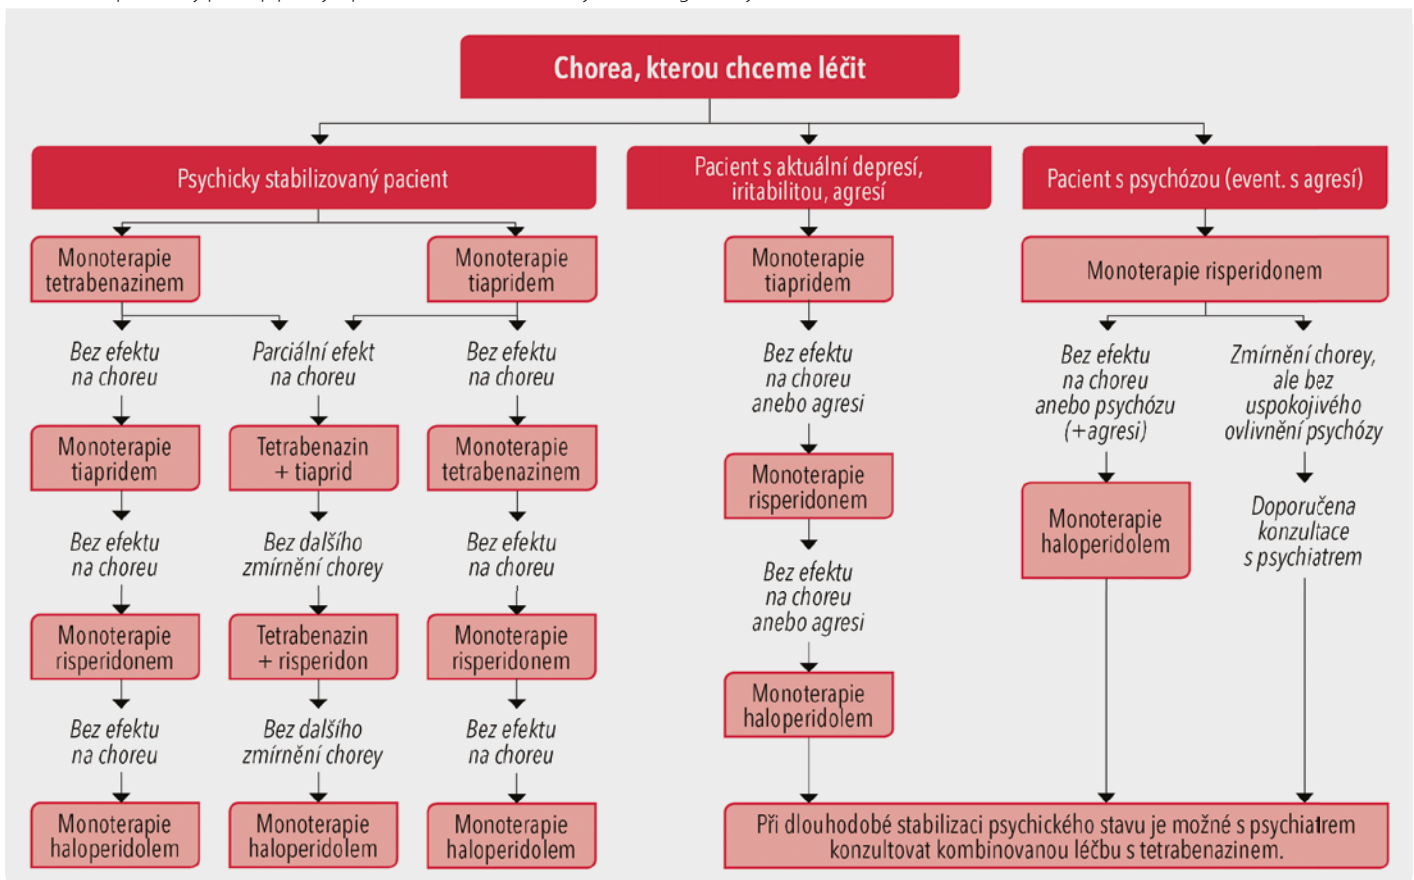 Chorea, kterou chceme léčit
Psychicky stabilizovaný pacient
Pacient s aktuální depresí,
iritabilitou, agresí
Pacient s psychózou (event. s agresí)
Monoterapie
tetrabenazinem
Monoterapie
tiapridem
Monoterapie
tiapridem
Monoterapie risperidonem
Bez efektu
na choreu
Parciální efekt
na choreu
Bez efektu
na choreu
Bez efektu
na choreu
anebo agresi
Bez efektu
na choreu
anebo psychózu
(+agresi)
Zmírnění chorey,
ale bez
uspokojivého
ovlivnění psychózy
Monoterapie
tiapridem
Tetrabenazin
+ tiaprid
Monoterapie
tetrabenazinem
Monoterapie
risperidonem
Monoterapie
haloperidolem
Doporučena
konzultace
s psychiatrem
Bez efektu
na choreu
Bez dalšího
zmírnění chorey
Bez efektu
na choreu
Bez efektu
na choreu
anebo agresi
Monoterapie
risperidonem
Tetrabenazin
+ risperidon
Monoterapie
risperidonem
Monoterapie
haloperidolem
Bez efektu
na choreu
Bez dalšího
zmírnění chorey
Bez efektu
na choreu
Monoterapie
haloperidolem
Monoterapie
haloperidolem
Monoterapie
haloperidolem
Při dlouhodobé stabilizaci psychického stavu je možné s psychiatrem
konzultovat kombinovanou léčbu s tetrabenazinem.